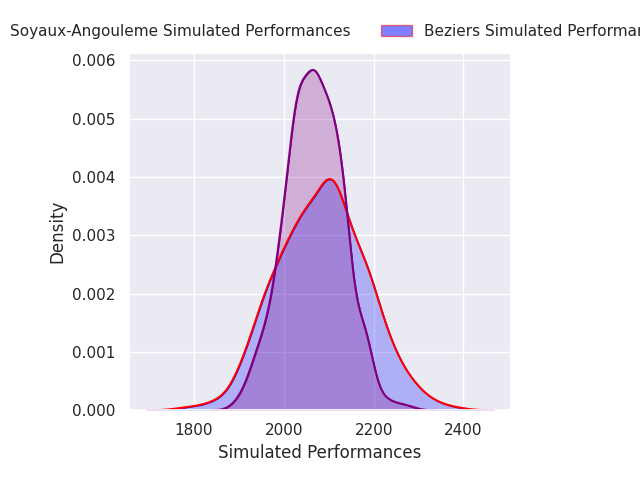 Soyaux-Angouleme Simulated Performances
Beziers Simulated
0.006
0.005
0.004
0.003
0.002
0.001
0.000
Density
1800
2000
2200
2400
Simulated Performances